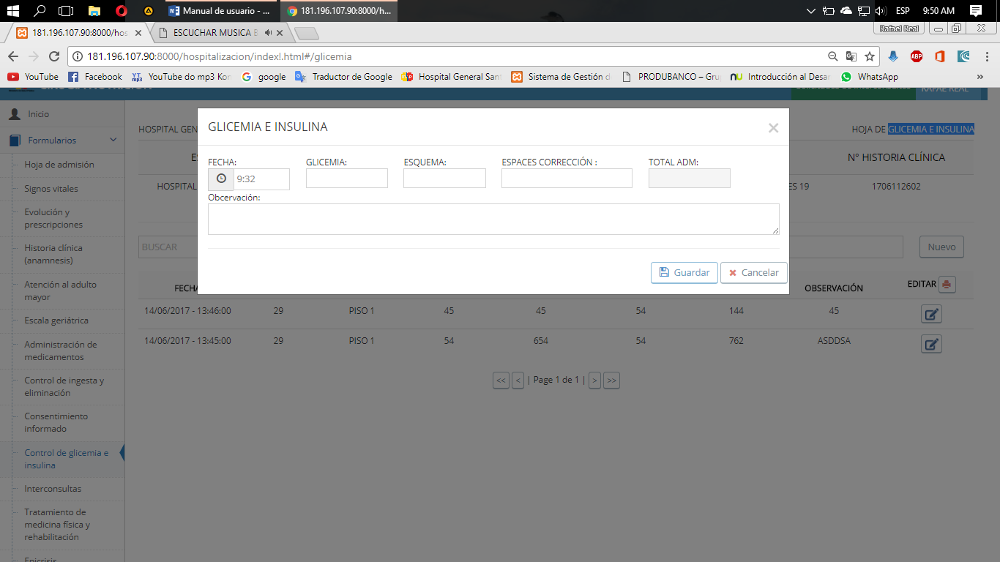 Manual de usuario - ...
181.196.107.90:8000/h...
ESP
9:50 AM
181.196.107.90:8000/hos
ESCUCHAR MUSICA
Rafael Real
181.196.107.90:8000/hospitalizacion/index!.html#/glicemia
YouTube
Facebook
YouTube do mp3 Kon
google
Traductor de Google
Hospital General San
Sistema de Gestión d
PRODUBANCO – Gru
Introducción al Desar
WhatsApp
»
RAFAE REAL
Inicio
Formularios
Hoja de admisión
Signos vitales
Evolución y
prescripciones
Historia clínica
(anamnesis)
Atención al adulto
mayor
Escala geriátrica
Administración de
medicamentos
Control de ingesta y
eliminación
Consentimiento
informado
Control de glicemia e
insulina
Interconsultas
Tratamiento de
medicina física y
rehabilitación
Epicrisis
HOSPITAL GEN
HOJA DE GLICEMIA E INSULINA
N° HISTORIA CLÍNICA
HOSPITAL
ES 19
1706112602
GLICEMIA E INSULINA
FECHA:
GLICEMIA:
ESQUEMA:
ESPACES CORRECCIÓN :
TOTAL ADM:
9:32
Obcervación:
Guardar
Cancelar
BUSCAR
Nuevo
FECHA
OBSERVACIÓN
EDITAR
14/06/2017 - 13:46:00 29 PISO 1 45 45 54 144 45
14/06/2017 - 13:45:00 29 PISO 1 54 654 54 762 ASDDSA
<< < | Page 1 de 1 | > >>